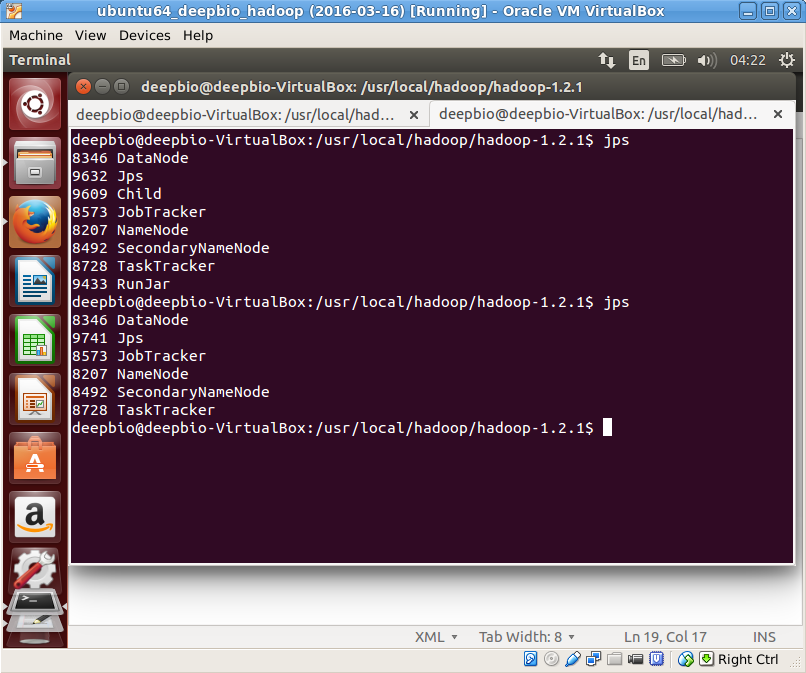 ubuntu64_deepbio_hadoop (2016-03-16) [Running] - Oracle VM VirtualBox
Machine View Devices Help
Terminal En 04:22
deepbio@deepbio-VirtualBox: /usr/local/hadoop/hadoop-1.2.1
deepbio@deepbio-VirtualBox: /usr/local/had... × deepbio@deepbio-VirtualBox: /usr/local/had... ×
deepbio@deepbio-VirtualBox:/usr/local/hadoop/hadoop-1.2.1$ jps
8346 DataNode
9632 Jps
9609 Child
8573 JobTracker
8207 NameNode
8492 SecondaryNameNode
8728 TaskTracker
9433 RunJar
deepbio@deepbio-VirtualBox:/usr/local/hadoop/hadoop-1.2.1$ jps
8346 DataNode
9741 Jps
8573 JobTracker
8207 NameNode
8492 SecondaryNameNode
8728 TaskTracker
deepbio@deepbio-VirtualBox:/usr/local/hadoop/hadoop-1.2.1$
XML Tab Width: 8 Ln 19, Col 17 INS
Right Ctrl